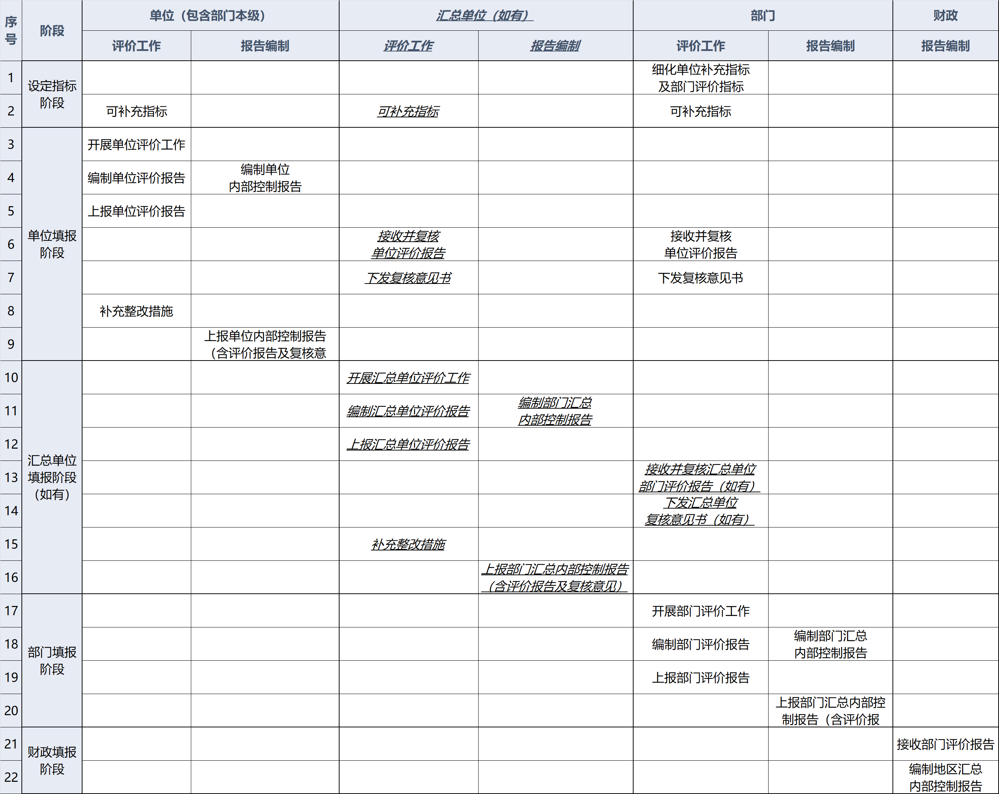 序
号
阶段
单位（包含部门本级）
汇总单位（如有）
部门
财政
评价工作
报告编制
评价工作
报告编制
评价工作
报告编制
报告编制
1
设定指标
阶段
细化单位补充指标
及部门评价指标
2
可补充指标
可补充指标
可补充指标
3
单位填报
阶段
开展单位评价工作
4
编制单位评价报告
编制单位
内部控制报告
5
上报单位评价报告
6
接收并复核
单位评价报告
接收并复核
单位评价报告
7
下发复核意见书
下发复核意见书
8
补充整改措施
9
上报单位内部控制报告
（含评价报告及复核意
10
汇总单位
填报阶段
（如有）
开展汇总单位评价工作
11
编制汇总单位评价报告
编制部门汇总
内部控制报告
12
上报汇总单位评价报告
13
接收并复核汇总单位
部门评价报告（如有）
14
下发汇总单位
复核意见书（如有）
15
补充整改措施
16
上报部门汇总内部控制报告
（含评价报告及复核意见）
17
部门填报
阶段
开展部门评价工作
18
编制部门评价报告
编制部门汇总
内部控制报告
19
上报部门评价报告
20
上报部门汇总内部控
制报告（含评价报
21
财政填报
阶段
接收部门评价报告
22
编制地区汇总
内部控制报告